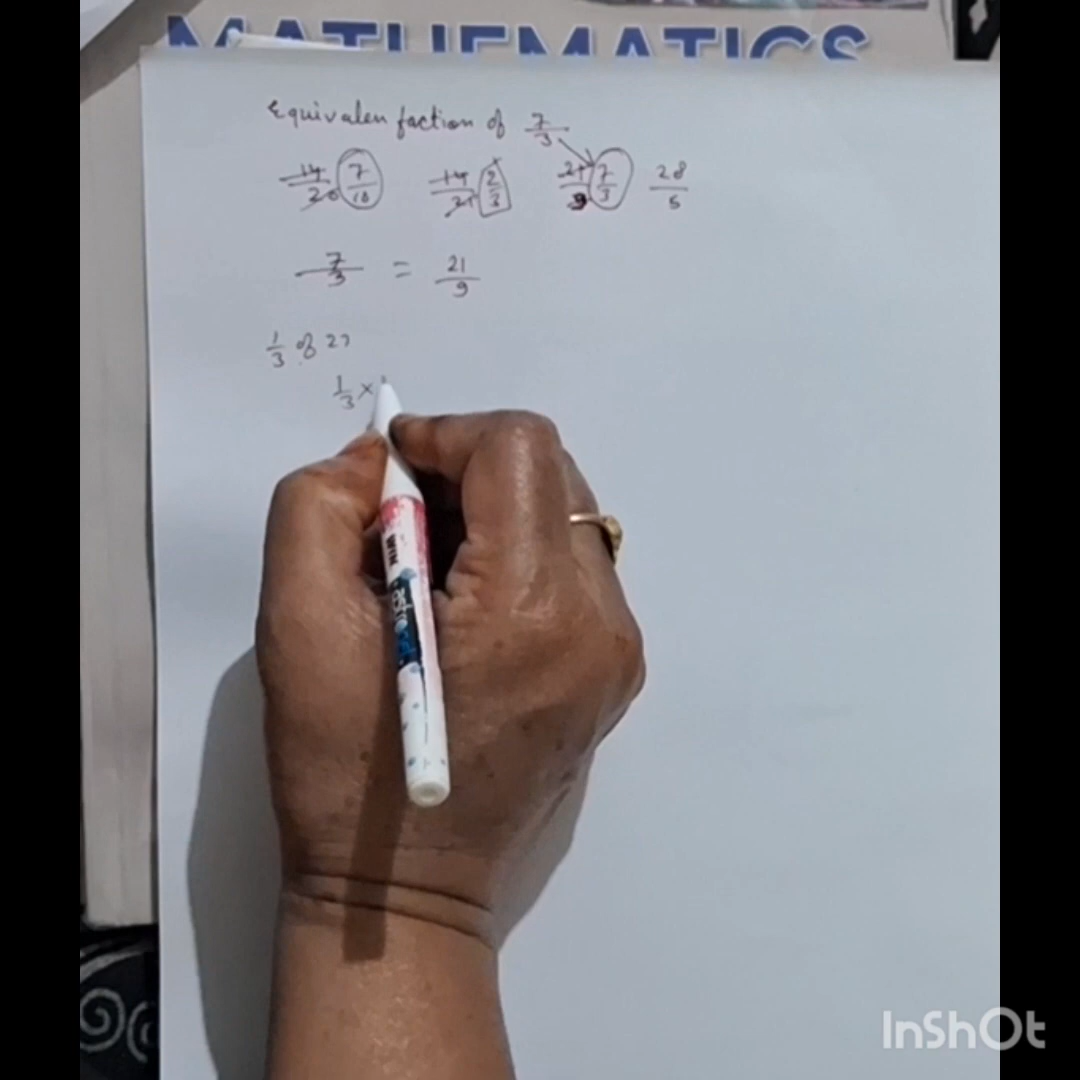 MATHEMATICS
Equivalen faction of 7/3
14/20 7/10 14/21 2/3 21/9 7/3 28/5
7/3 = 21/9
1/3 of 27
1/3 ×
WIN
InShOt